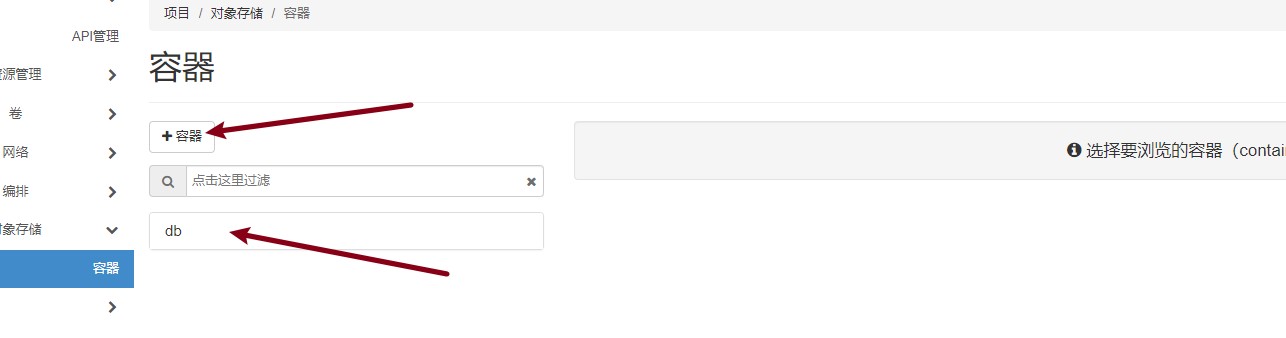 项目 / 对象存储 / 容器
API管理
源管理
容器
卷
+ 容器
选择要浏览的容器（contai
网络
点击这里过滤
编排
象存储
db
容器